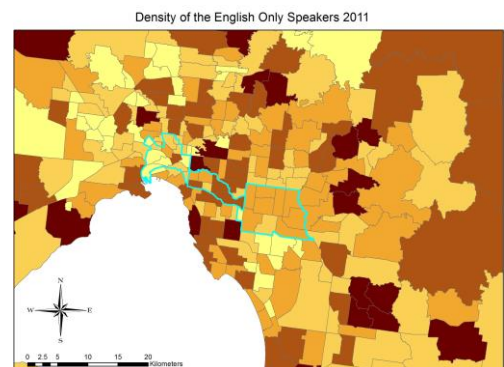 Density of the English Only Speakers 2011
N
W E
S
0 2.5 5 10 15 20
Kilometers